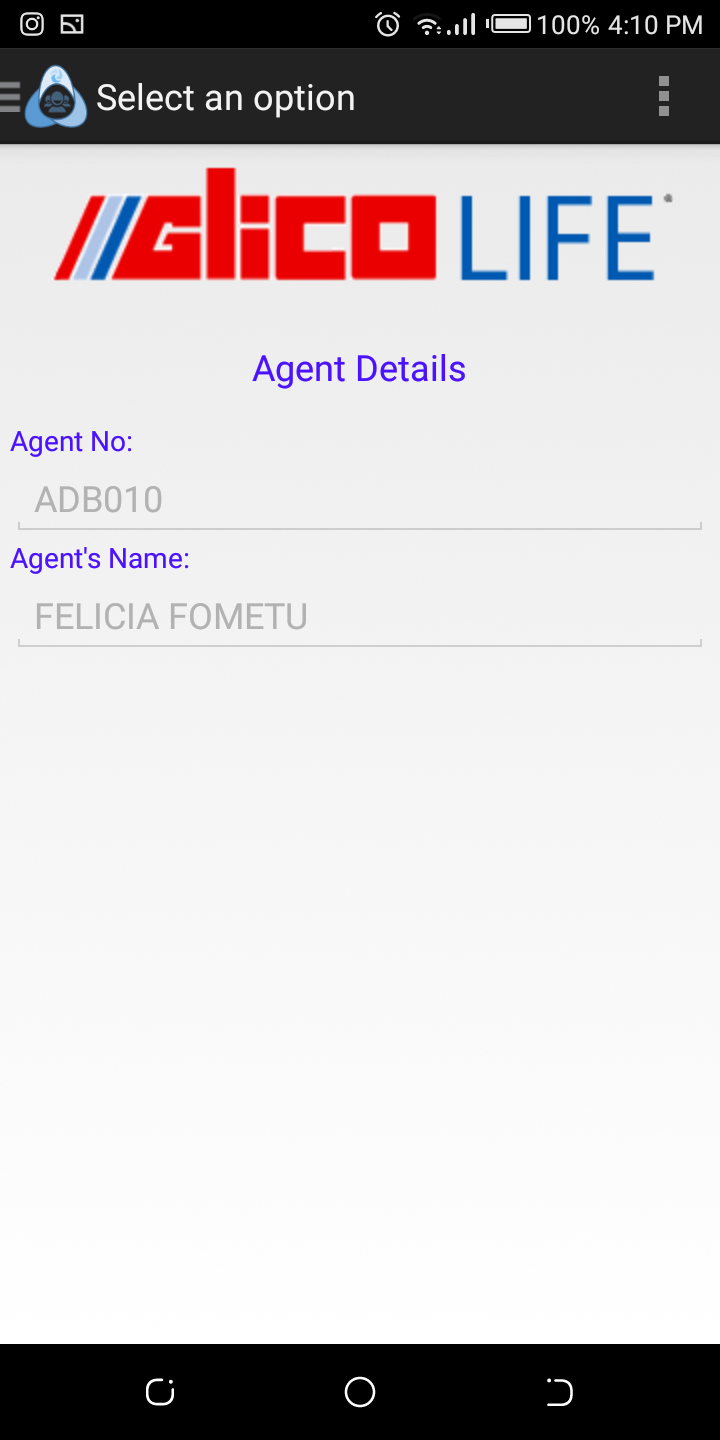 100% 4:10 PM
Select an option
GLICO LIFE
Agent Details
Agent No:
ADB010
Agent's Name:
FELICIA FOMETU